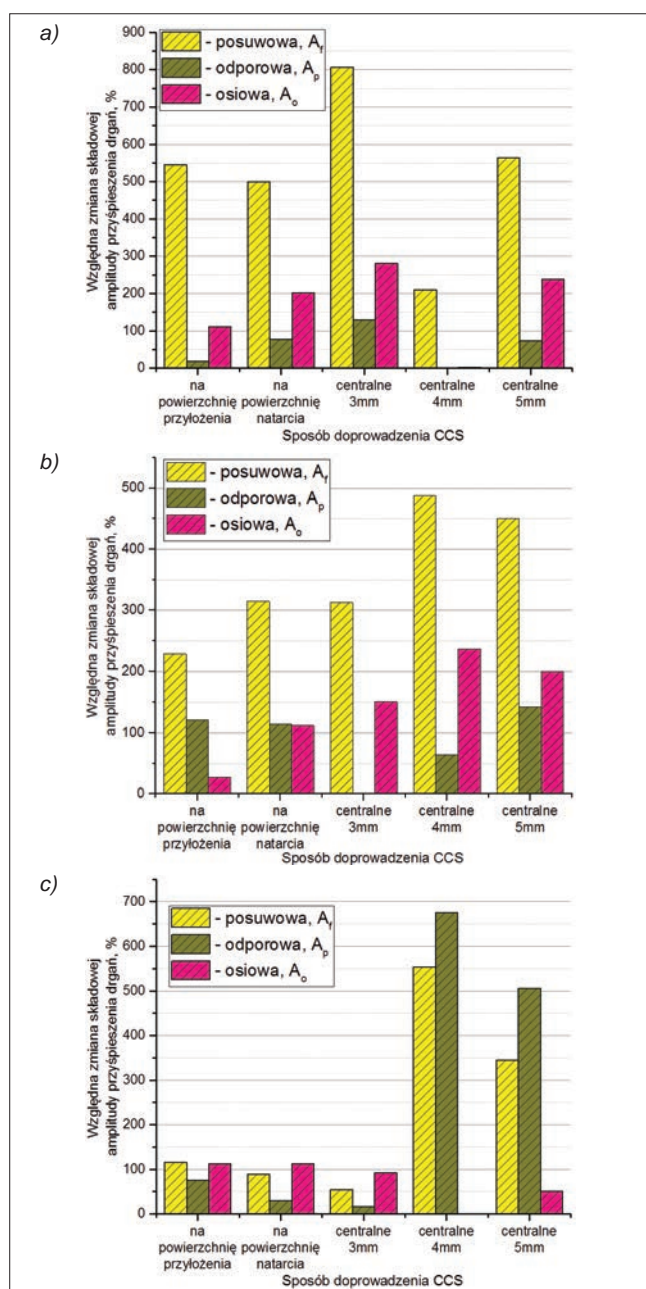 a)
Względna zmiana składowej
amplitudy przyśpieszenia drgań, %
900
800
700
600
500
400
300
200
100
0
- posuwowa, A_f
- odporowa, A_p
- osiowa, A_o
na powierzchnię przyłożenia
na powierzchnię natarcia
centralne 3mm
centralne 4mm
centralne 5mm
Sposób doprowadzenia CCS
b)
Względna zmiana składowej
amplitudy przyśpieszenia drgań, %
500
400
300
200
100
0
- posuwowa, A_f
- odporowa, A_p
- osiowa, A_o
na powierzchnię przyłożenia
na powierzchnię natarcia
centralne 3mm
centralne 4mm
centralne 5mm
Sposób doprowadzenia CCS
c)
Względna zmiana składowej
amplitudy przyśpieszenia drgań, %
700
600
500
400
300
200
100
0
- posuwowa, A_f
- odporowa, A_p
- osiowa, A_o
na powierzchnię przyłożenia
na powierzchnię natarcia
centralne 3mm
centralne 4mm
centralne 5mm
Sposób doprowadzenia CCS